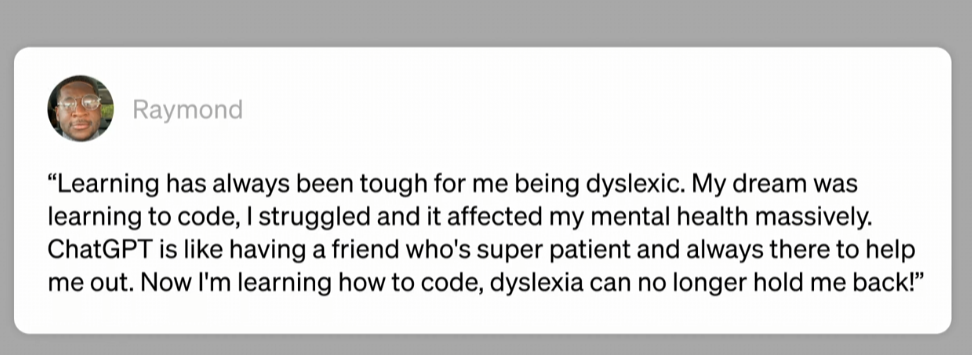 Raymond
“Learning has always been tough for me being dyslexic. My dream was
learning to code, I struggled and it affected my mental health massively.
ChatGPT is like having a friend who's super patient and always there to help
me out. Now I'm learning how to code, dyslexia can no longer hold me back!”